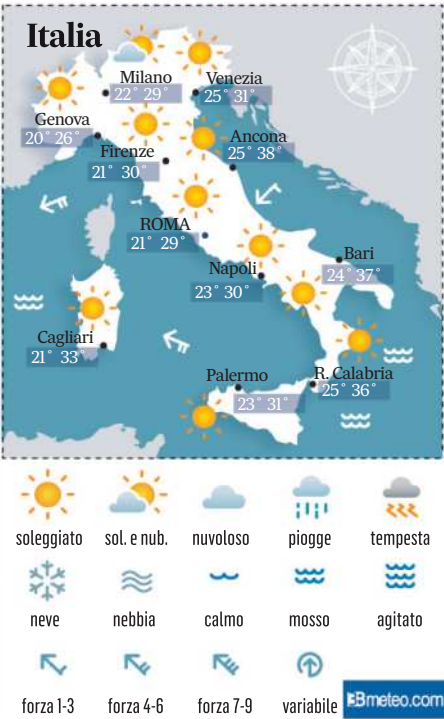 Italia
Milano
22° 29°
Venezia
25° 31°
Genova
20° 26°
Firenze
21° 30°
Ancona
25° 38°
ROMA
21° 29°
Napoli
23° 30°
Bari
24° 37°
Cagliari
21° 33°
Palermo
23° 31°
R. Calabria
25° 36°
soleggiato sol. e nub. nuvoloso piogge tempesta
neve nebbia calmo mosso agitato
forza 1-3 forza 4-6 forza 7-9 variabile
3Bmeteo.com